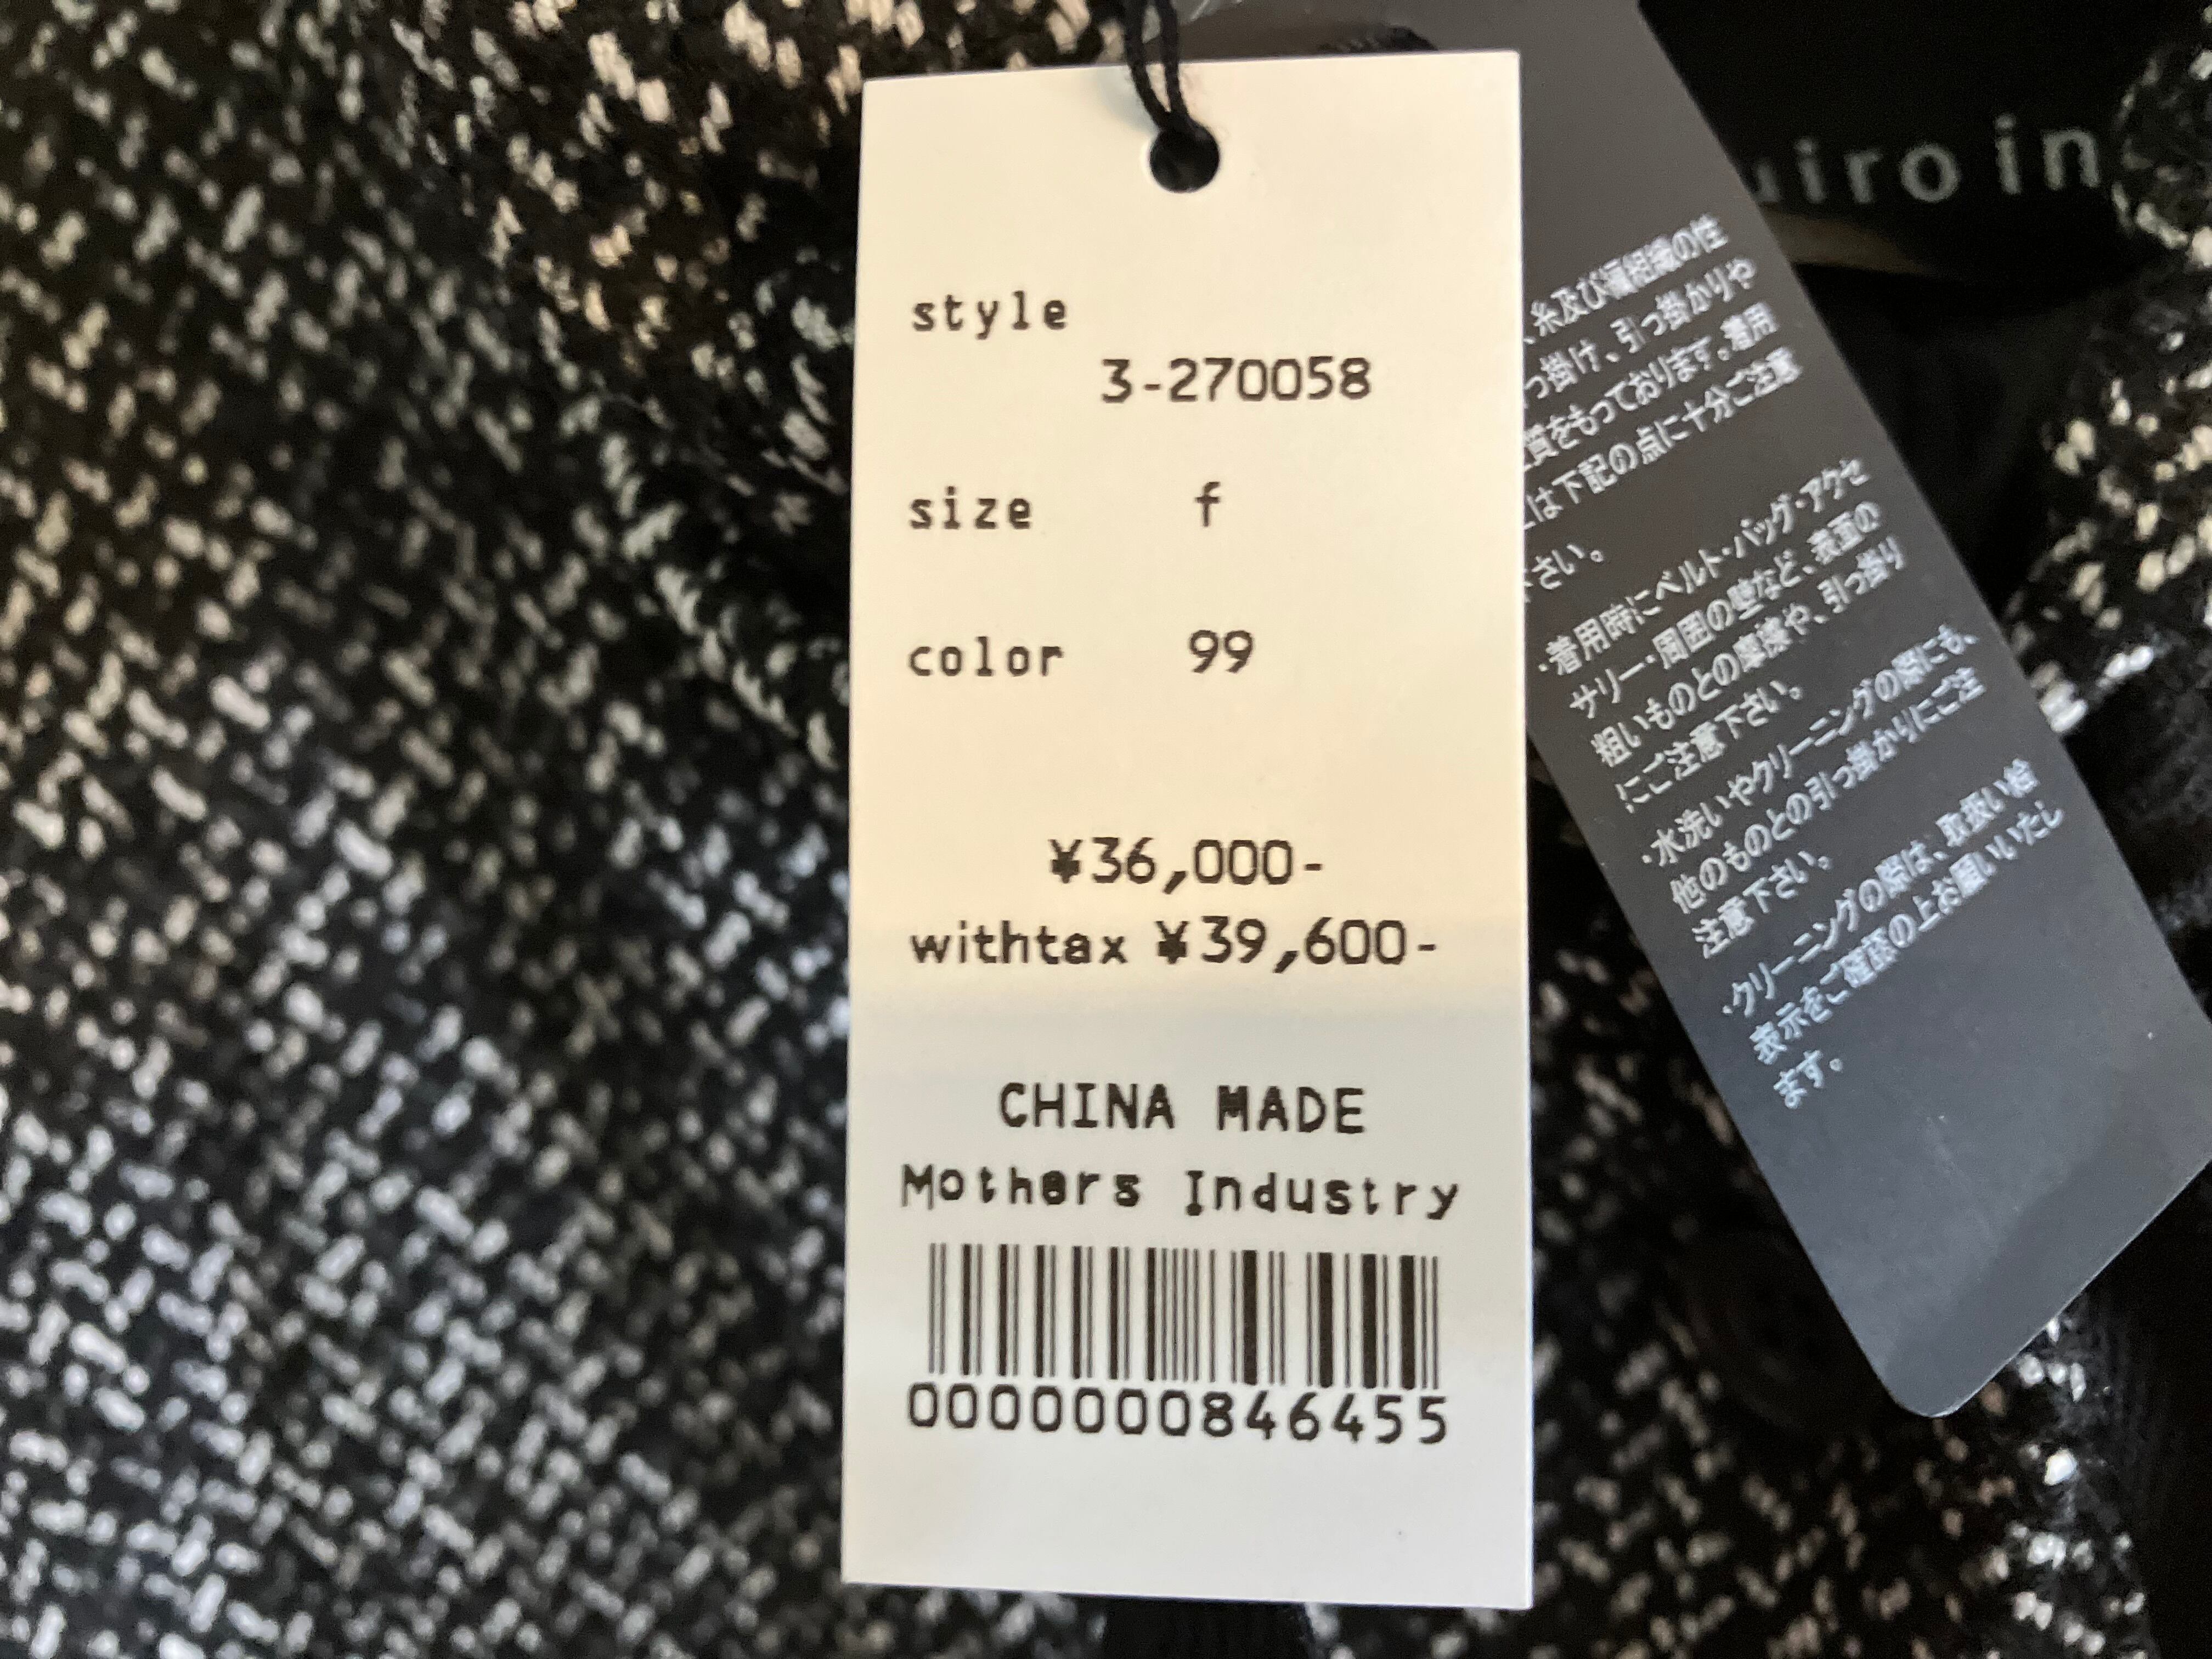 style
3-270058
size f
color 99
¥36,000-
withtax ¥39,600-
CHINA MADE
Mothers Industry
0000000846455
uiro in
、糸及び編組織の性
っ掛け、引っ掛かりや
質をもっております。着用
は下記の点に十分ご注意
さい。
・着用時にベルト・バッグ・アクセ
サリー・周囲の壁など、表面の
粗いものとの摩擦や、引っ掛り
にご注意下さい。
・水洗いやクリーニングの際にも、
他のものとの引っ掛かりにご注
注意下さい。
・クリーニングの際は、取扱い絵
表示をご確認の上お願いいたし
ます。